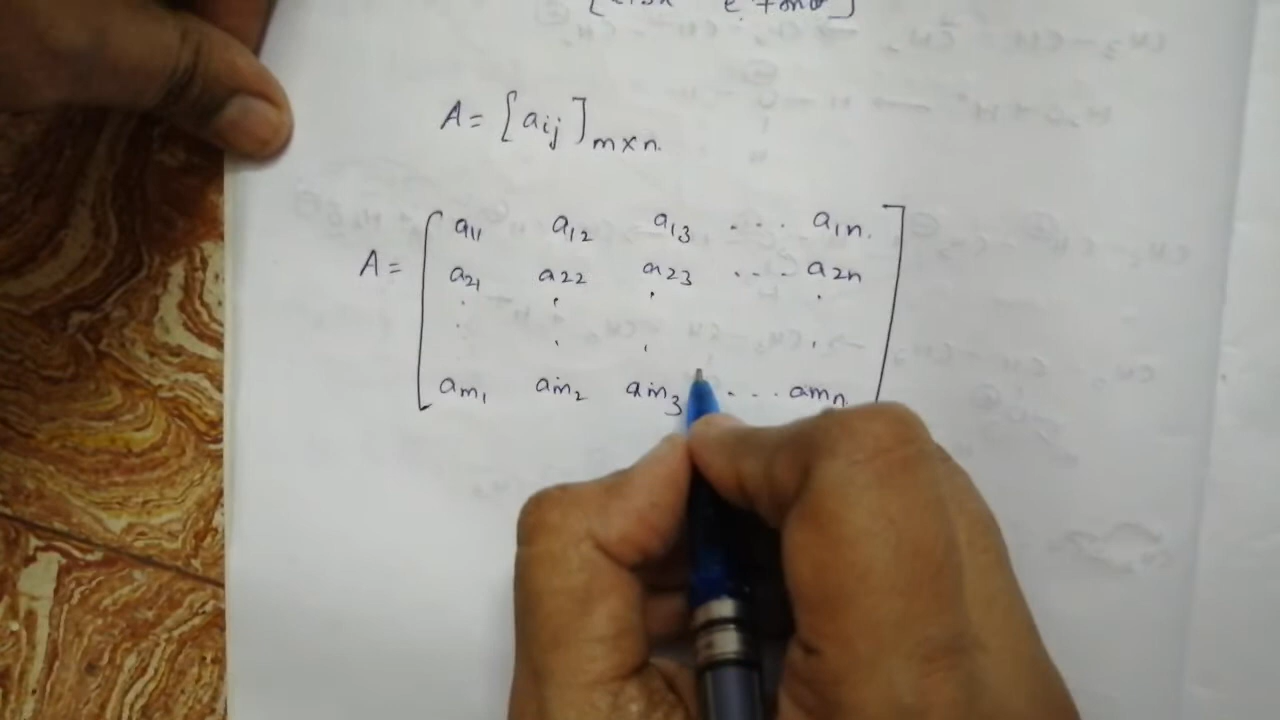 A = [aij]m×n
A = [a11 a12 a13 ... a1n
a21 a22 a23 ... a2n
. . . .
. . . .
am1 am2 am3 ... amn]